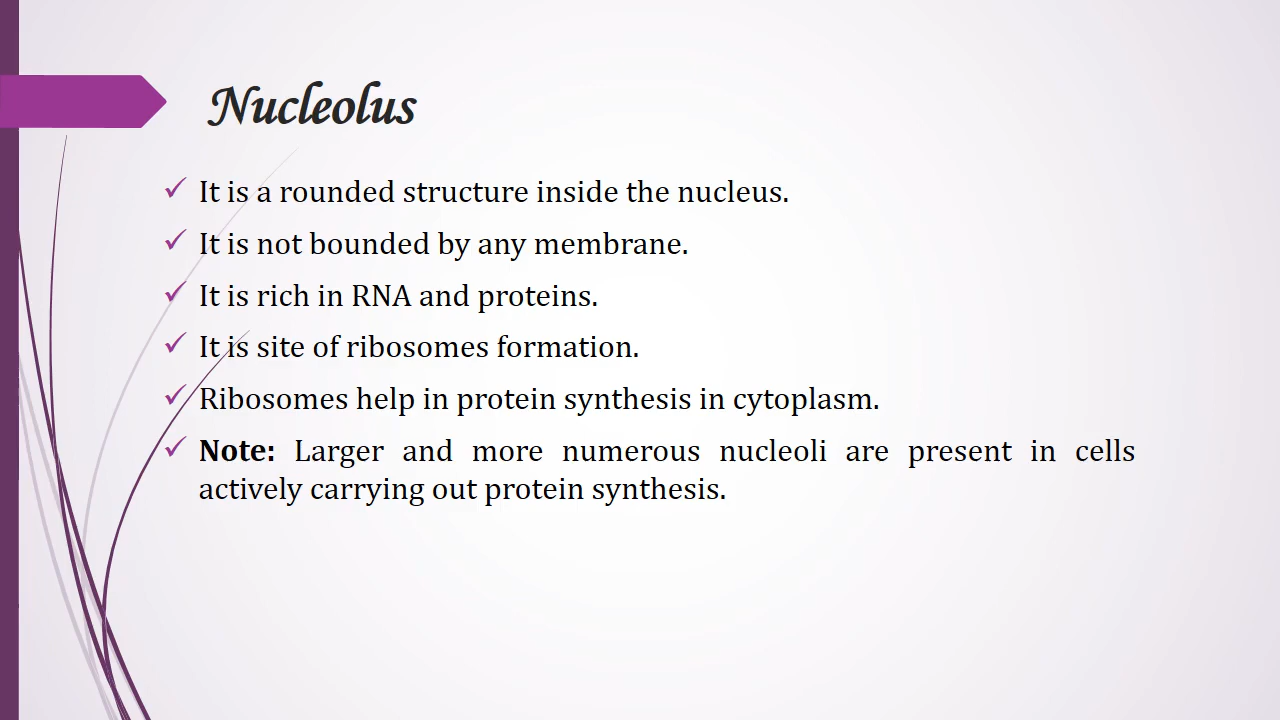 Nucleolus
✓ It is a rounded structure inside the nucleus.
✓ It is not bounded by any membrane.
✓ It is rich in RNA and proteins.
✓ It is site of ribosomes formation.
✓ Ribosomes help in protein synthesis in cytoplasm.
✓ Note: Larger and more numerous nucleoli are present in cells
actively carrying out protein synthesis.